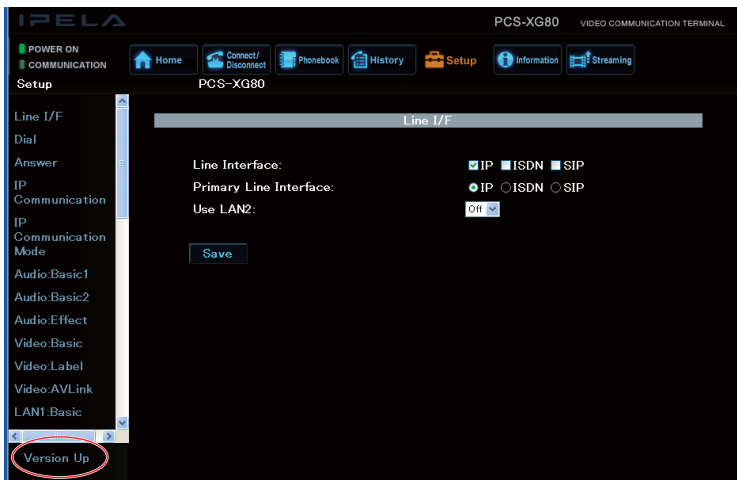 IPELA
PCS-XG80 VIDEO COMMUNICATION TERMINAL
POWER ON
COMMUNICATION
Home
Connect/
Disconnect
Phonebook
History
Setup
Information
Streaming
Setup
PCS-XG80
Line I/F
Dial
Answer
IP
Communication
IP
Communication
Mode
Audio:Basic1
Audio:Basic2
Audio:Effect
Video:Basic
Video:Label
Video:AVLink
LAN1:Basic
Version Up
Line I/F
Line Interface: IP ISDN SIP
Primary Line Interface: IP ISDN SIP
Use LAN2: Off
Save